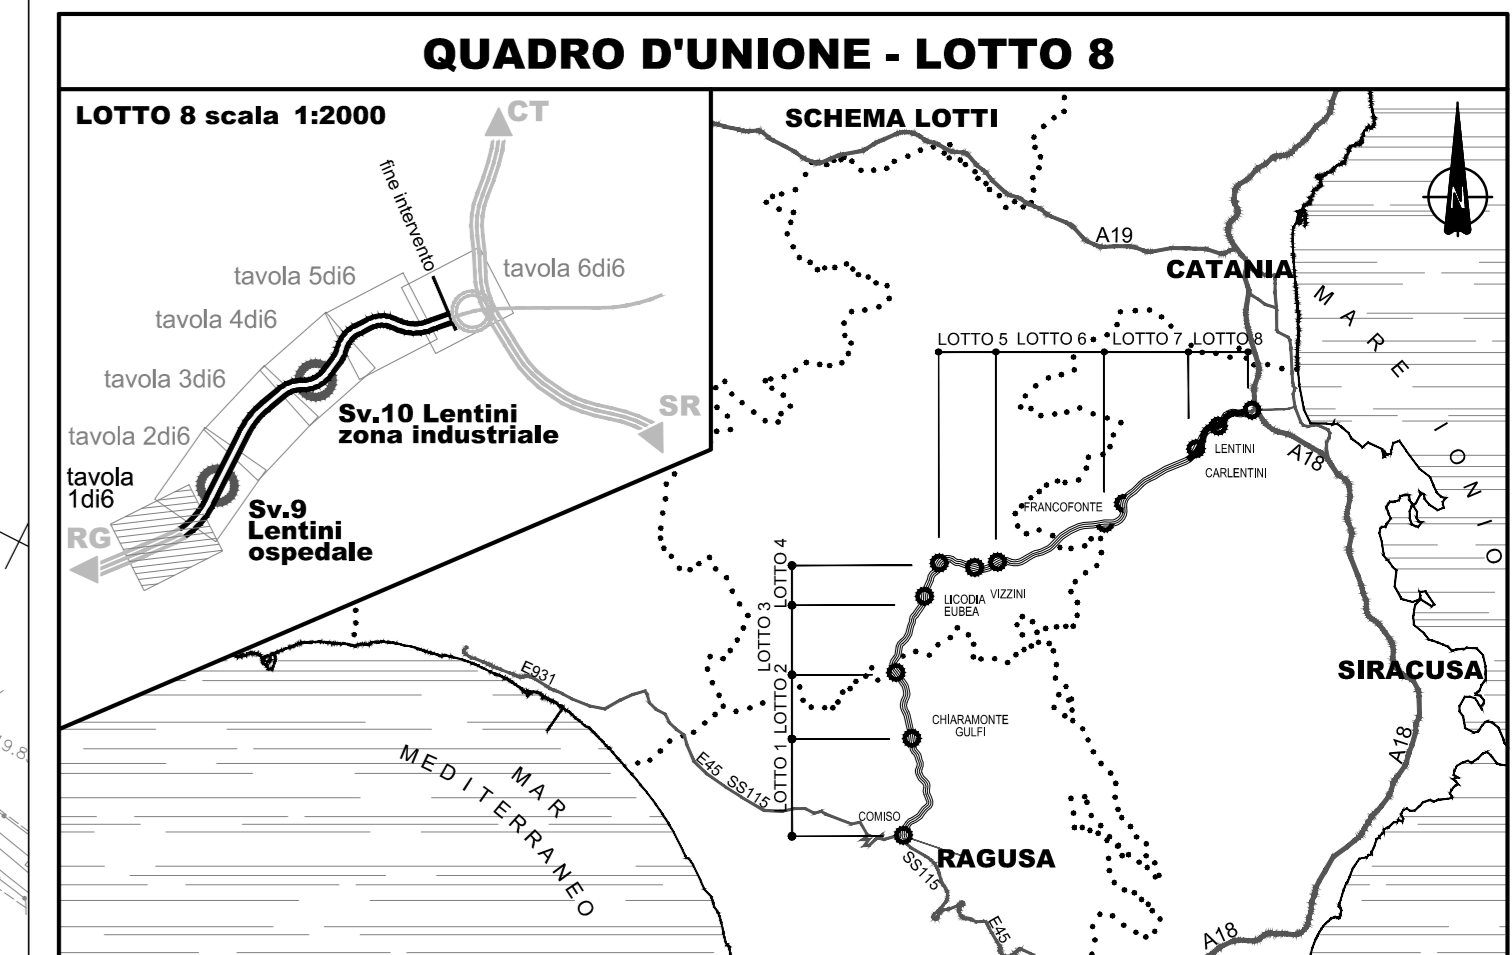 QUADRO D'UNIONE - LOTTO 8
LOTTO 8 scala 1:2000
CT
fine intervento
tavola 6di6
tavola 5di6
tavola 4di6
tavola 3di6
tavola 2di6
tavola
1di6
Sv.10 Lentini
zona industriale
SR
Sv.9
Lentini
ospedale
RG
SCHEMA LOTTI
N
A19
CATANIA
MARE
IONIO
LOTTO 5
LOTTO 6
LOTTO 7
LOTTO 8
LENTINI
CARLENTINI
A18
FRANCOFONTE
LOTTO 4
LOTTO 3
LOTTO 2
LOTTO 1
LICODIA
EUBEA
VIZZINI
SIRACUSA
E931
CHIARAMONTE
GULFI
A18
MAR
MEDITERRANEO
E45 SS115
COMISO
RAGUSA
SS115
E45
A18